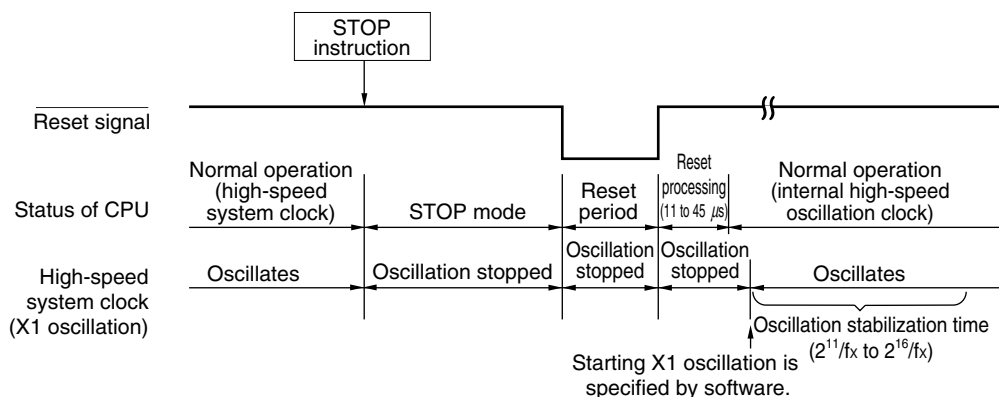 STOP
instruction
Reset signal
Normal operation
(high-speed
system clock)
STOP mode
Reset
period
Reset
processing
(11 to 45 μs)
Normal operation
(internal high-speed
oscillation clock)
Status of CPU
High-speed
system clock
(X1 oscillation)
Oscillates
Oscillation stopped
Oscillation
stopped
Oscillation
stopped
Oscillates
Oscillation stabilization time
(2¹¹/fx to 2¹⁶/fx)
Starting X1 oscillation is
specified by software.